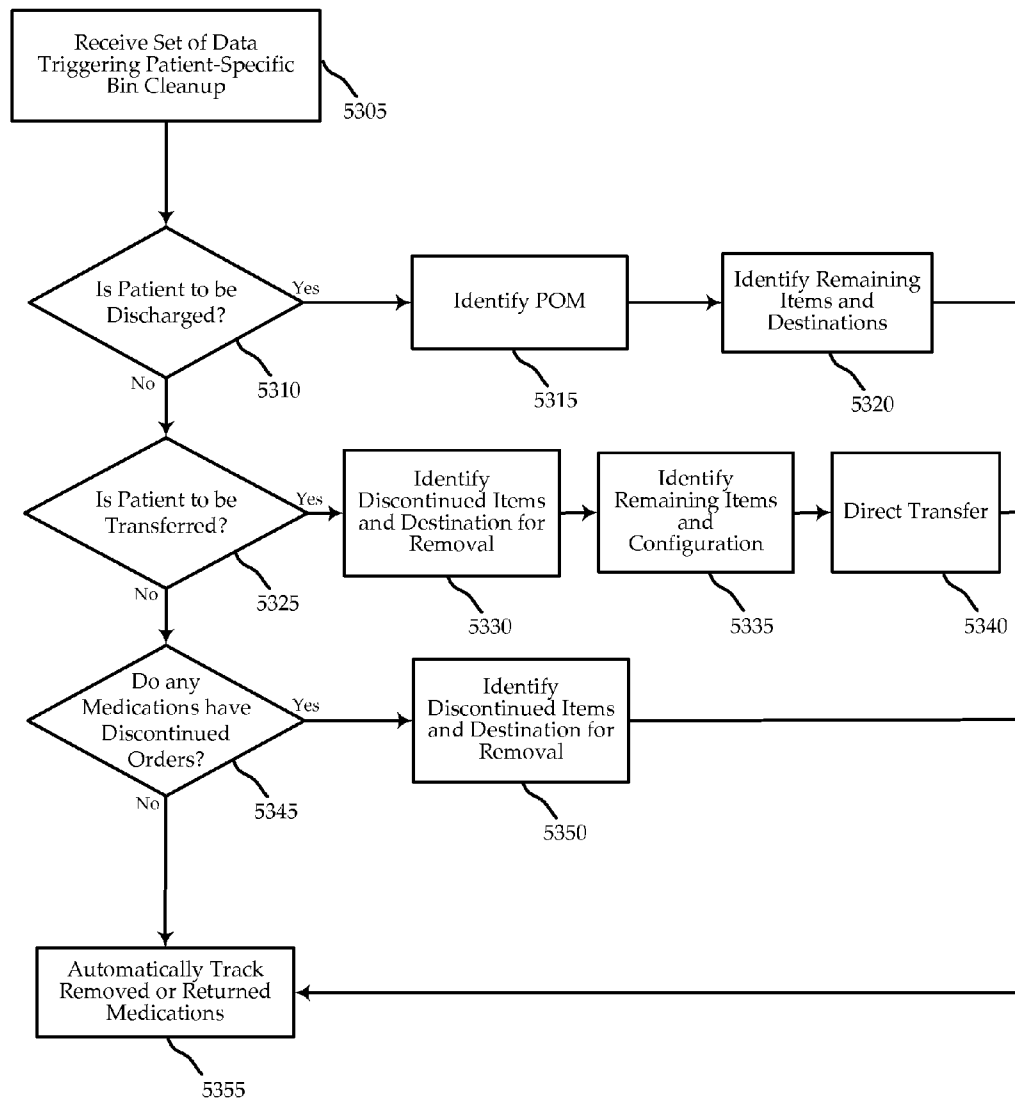 Receive Set of Data
Triggering Patient-Specific
Bin Cleanup
5305
Is Patient to be
Discharged?
Yes
No
5310
Identify POM
5315
Identify Remaining
Items and
Destinations
5320
Is Patient to be
Transferred?
Yes
No
5325
Identify
Discontinued Items
and Destination for
Removal
5330
Identify
Remaining Items
and
Configuration
5335
Direct Transfer
5340
Do any
Medications have
Discontinued
Orders?
Yes
No
5345
Identify
Discontinued Items
and Destination for
Removal
5350
Automatically Track
Removed or Returned
Medications
5355